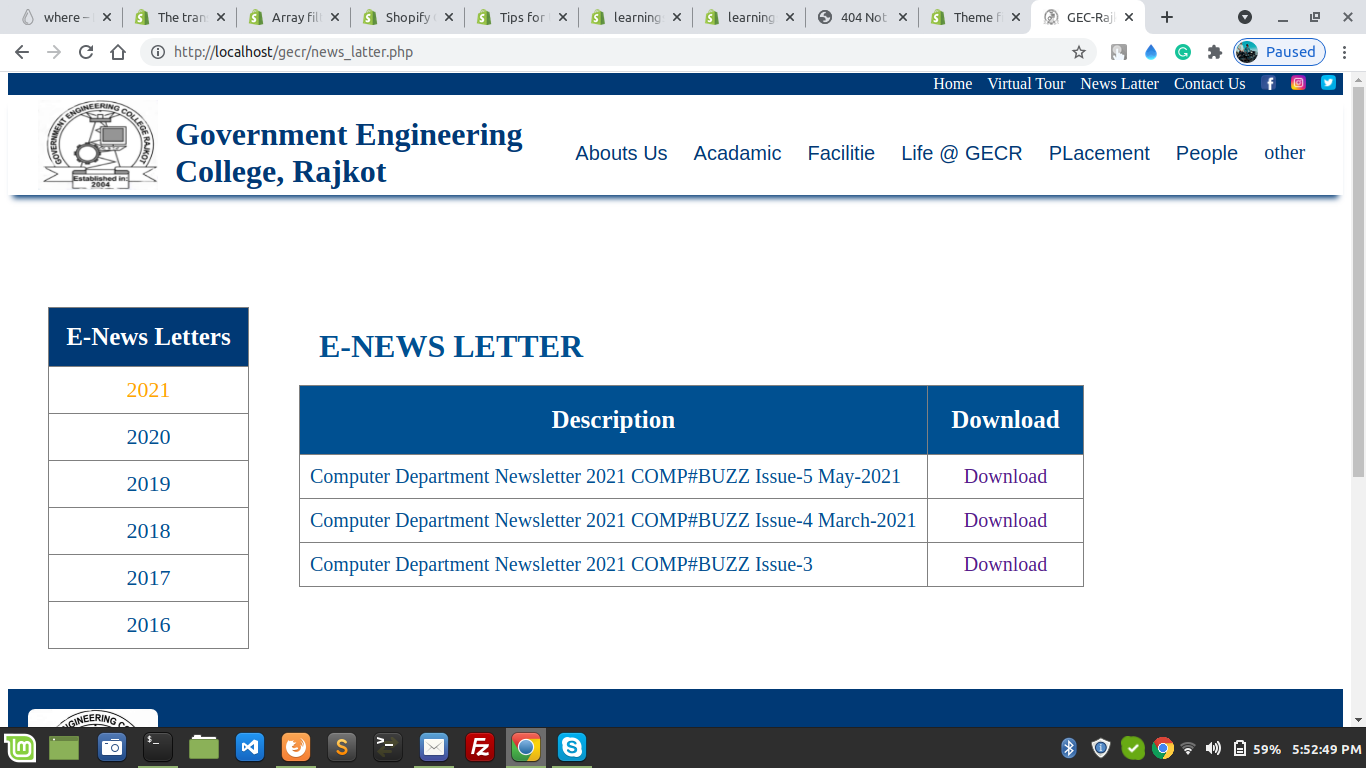 where –
The tran
Array fil
Shopify
Tips for
learning
learning
404 Not
Theme f
GEC-Raj
http://localhost/gecr/news_latter.php
Paused
Home Virtual Tour News Latter Contact Us
GOVERNMENT ENGINEERING COLLEGE RAJKOT
Established in:
2004
Government Engineering
College, Rajkot
Abouts Us Acadamic Facilitie Life @ GECR PLacement People other
E-News Letters
2021
2020
2019
2018
2017
2016
E-NEWS LETTER
Description Download
Computer Department Newsletter 2021 COMP#BUZZ Issue-5 May-2021 Download
Computer Department Newsletter 2021 COMP#BUZZ Issue-4 March-2021 Download
Computer Department Newsletter 2021 COMP#BUZZ Issue-3 Download
59% 5:52:49 PM